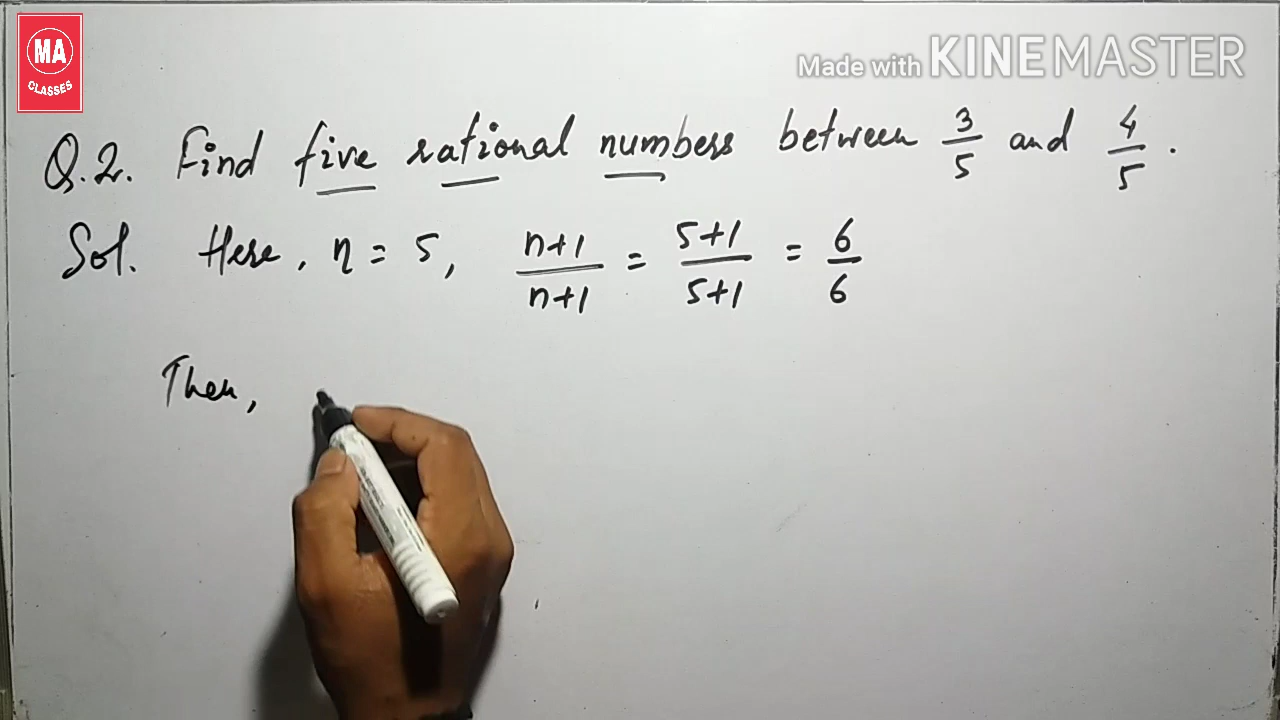 MA
CLASSES
Made with KINEMASTER
Q.2. Find five rational numbers between 3/5 and 4/5.
Sol. Here, n = 5, n+1/n+1 = 5+1/5+1 = 6/6
Then,